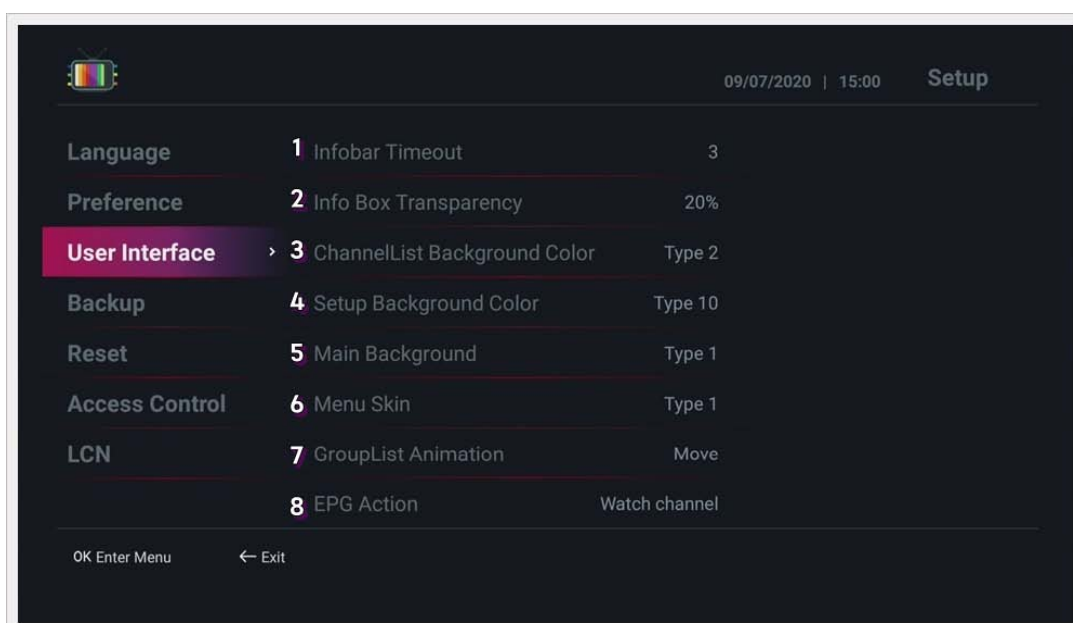 09/07/2020 | 15:00 Setup
Language 1 Infobar Timeout 3
Preference 2 Info Box Transparency 20%
User Interface › 3 ChannelList Background Color Type 2
Backup 4 Setup Background Color Type 10
Reset 5 Main Background Type 1
Access Control 6 Menu Skin Type 1
LCN 7 GroupList Animation Move
8 EPG Action Watch channel
OK Enter Menu ← Exit